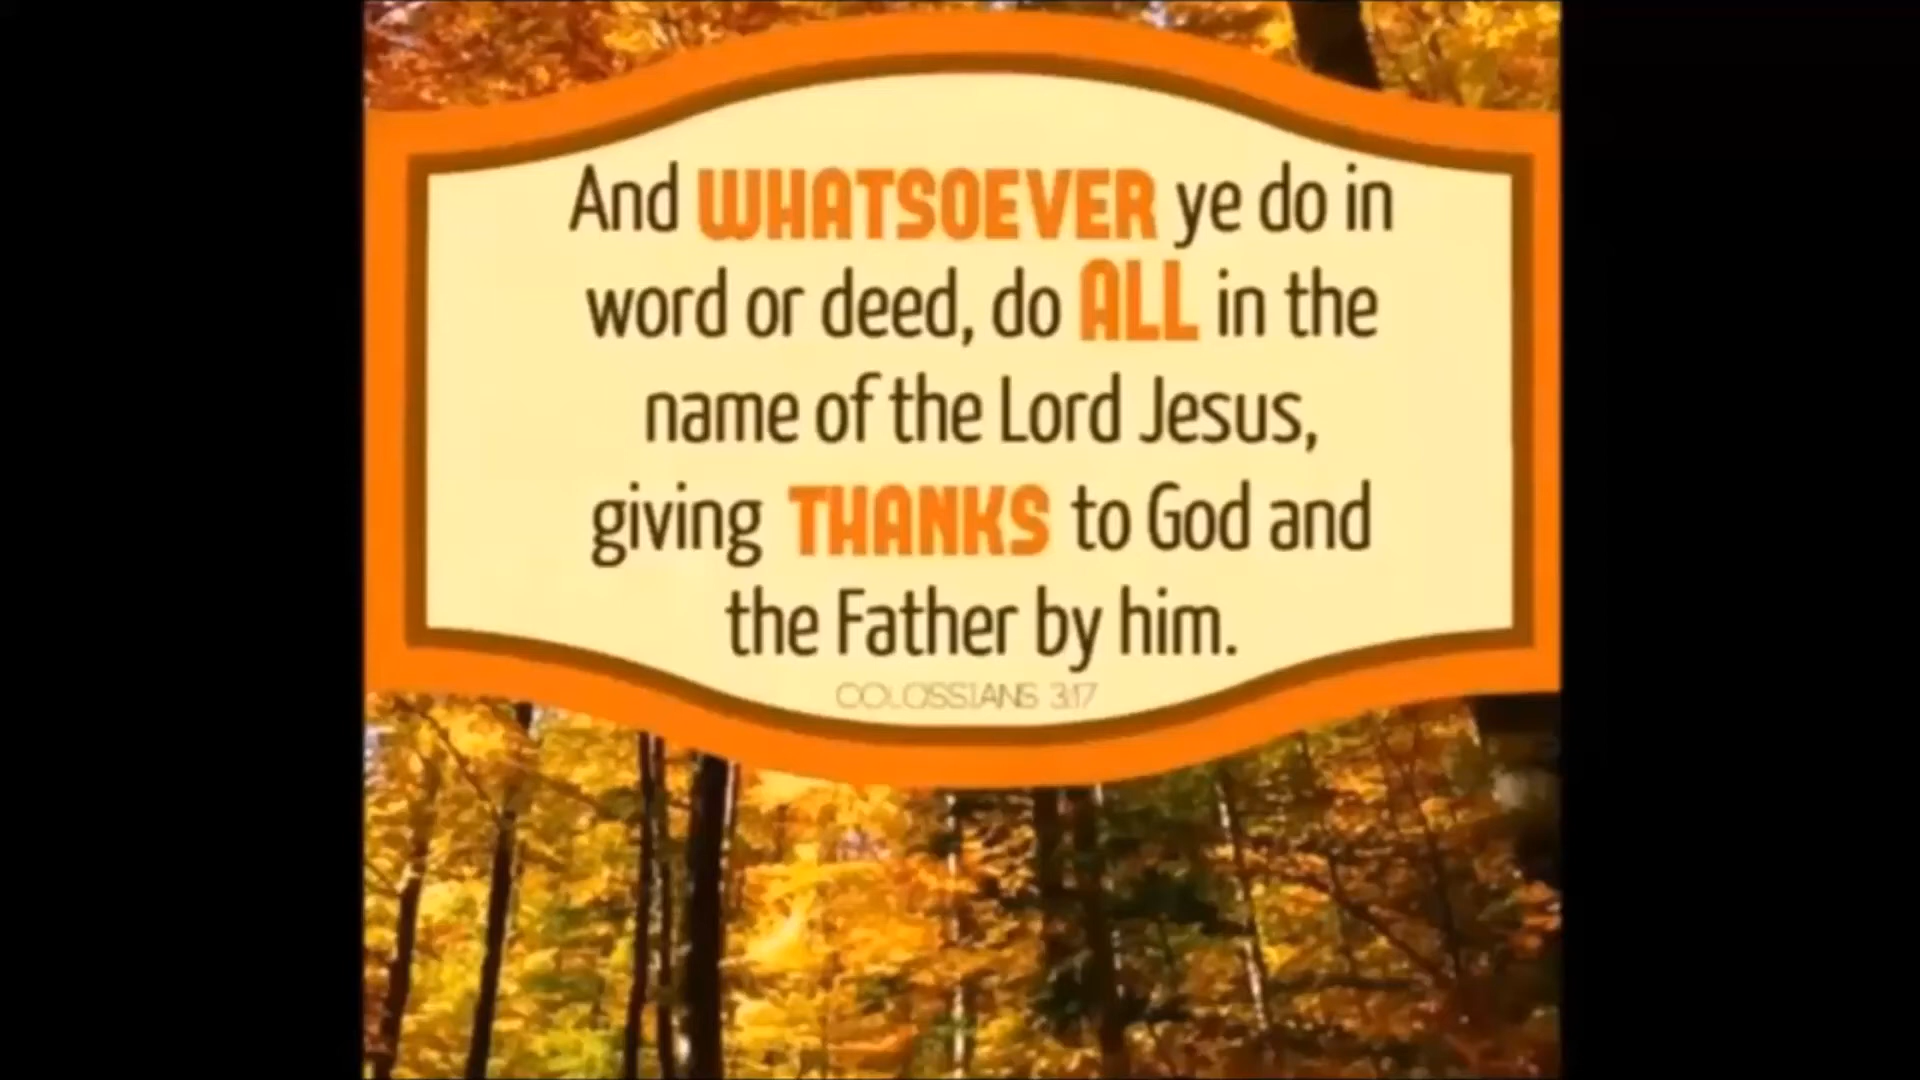 And WHATSOEVER ye do in
word or deed, do ALL in the
name of the Lord Jesus,
giving THANKS to God and
the Father by him.
COLOSSIANS 3:17